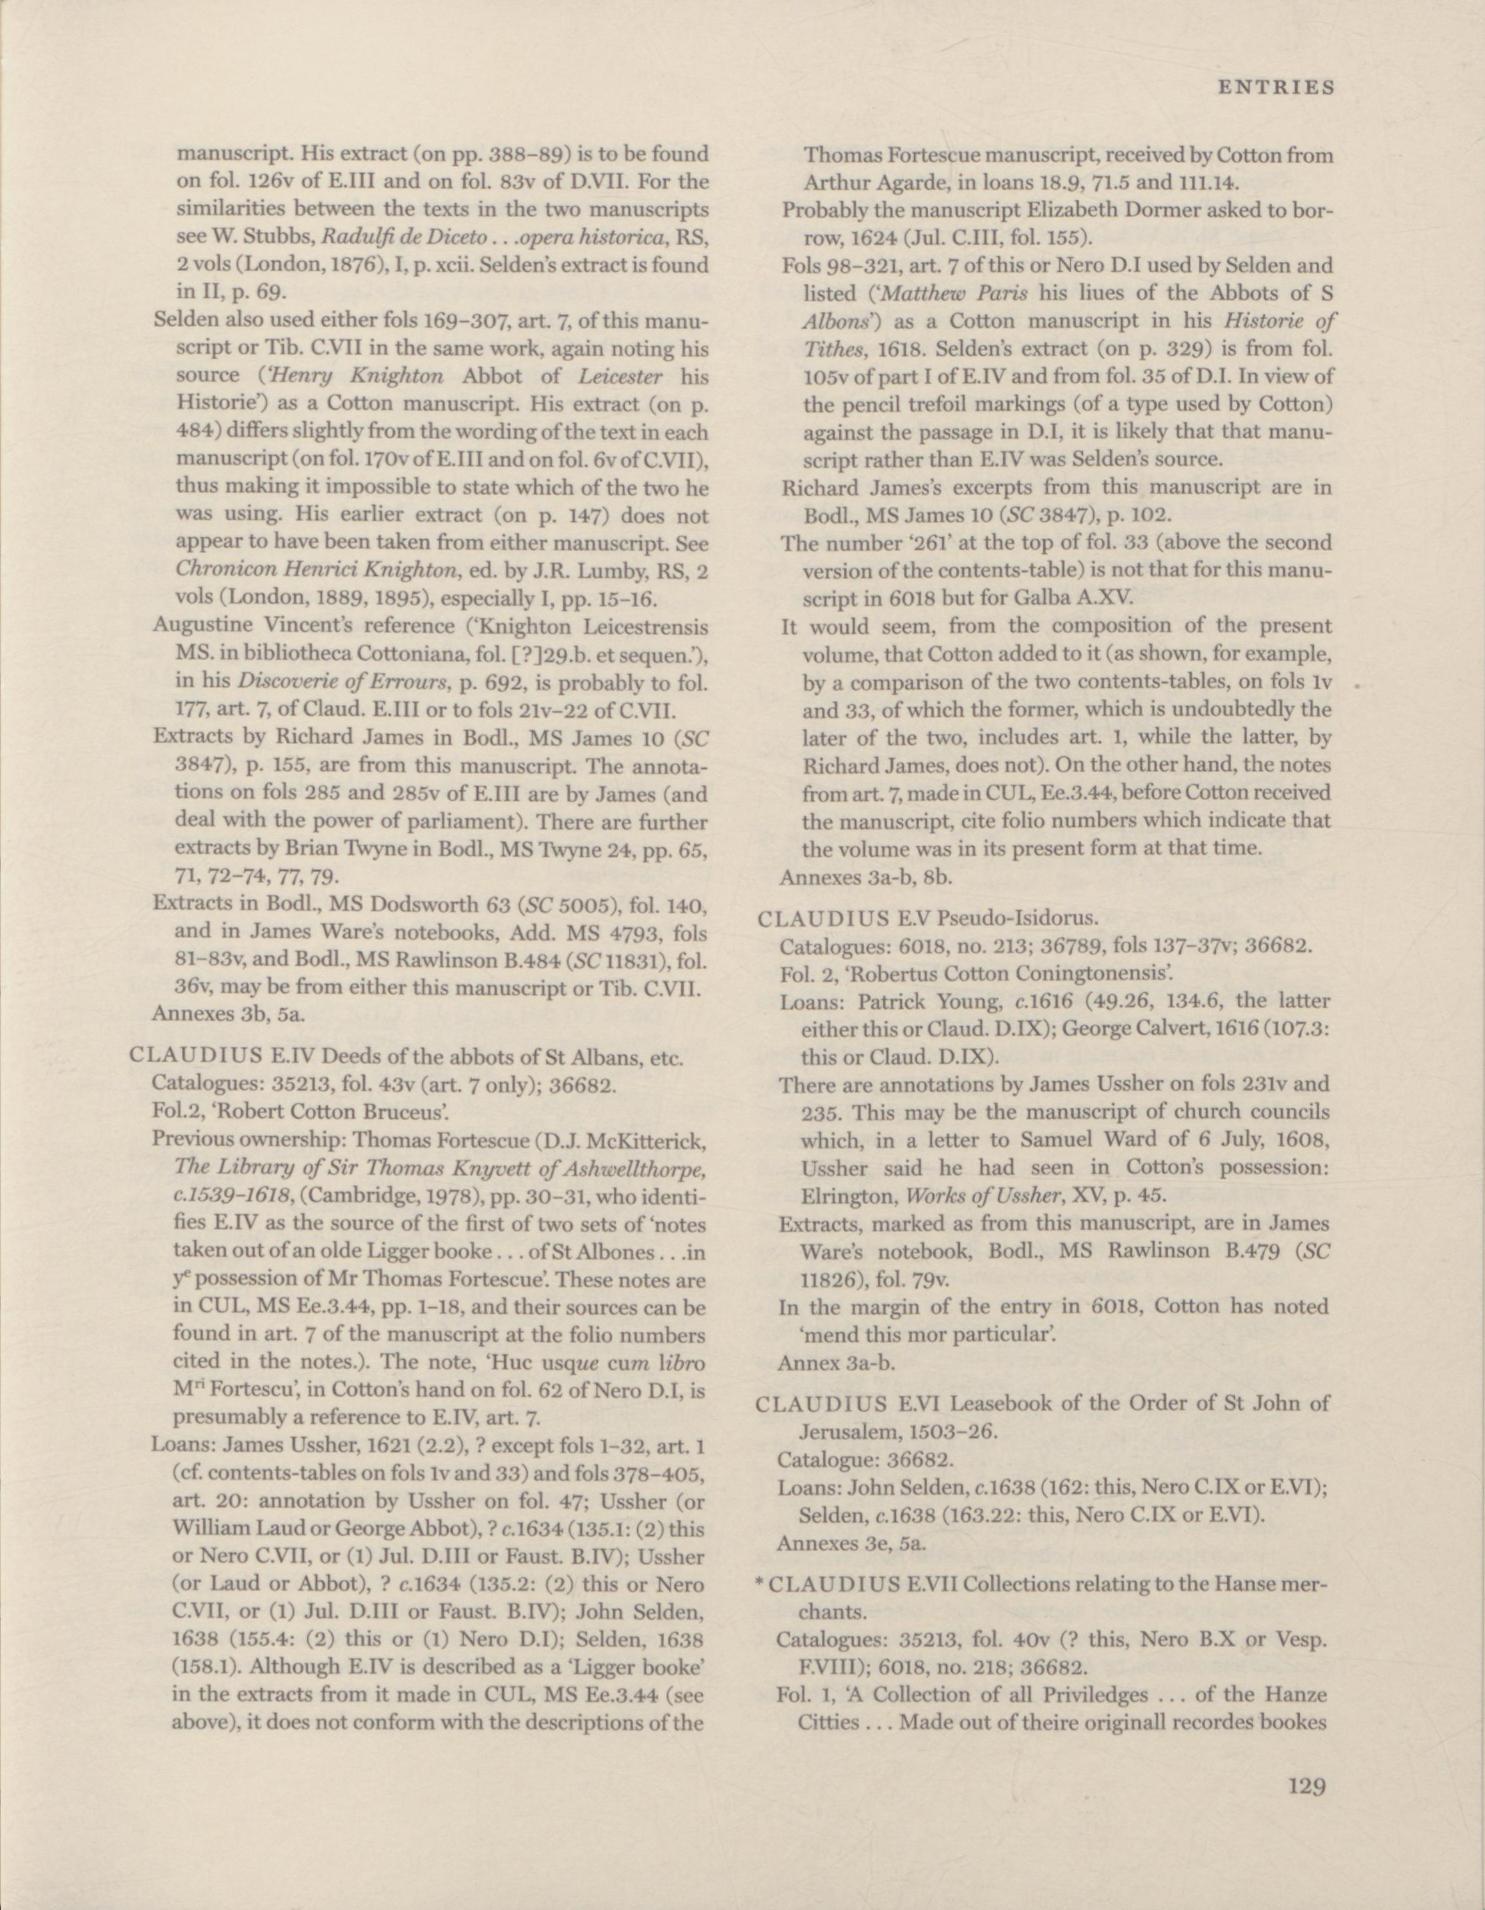 ENTRIES
manuscript. His extract (on pp. 388–89) is to be found
on fol. 126v of E.III and on fol. 83v of D.VII. For the
similarities between the texts in the two manuscripts
see W. Stubbs, Radulfi de Diceto . . .opera historica, RS,
2 vols (London, 1876), I, p. xcii. Selden's extract is found
in II, p. 69.
Selden also used either fols 169–307, art. 7, of this manu-
script or Tib. C.VII in the same work, again noting his
source ('Henry Knighton Abbot of Leicester his
Historie') as a Cotton manuscript. His extract (on p.
484) differs slightly from the wording of the text in each
manuscript (on fol. 170v of E.III and on fol. 6v of C.VII),
thus making it impossible to state which of the two he
was using. His earlier extract (on p. 147) does not
appear to have been taken from either manuscript. See
Chronicon Henrici Knighton, ed. by J.R. Lumby, RS, 2
vols (London, 1889, 1895), especially I, pp. 15–16.
Augustine Vincent's reference ('Knighton Leicestrensis
MS. in bibliotheca Cottoniana, fol. [?]29.b. et sequen.'),
in his Discoverie of Errours, p. 692, is probably to fol.
177, art. 7, of Claud. E.III or to fols 21v–22 of C.VII.
Extracts by Richard James in Bodl., MS James 10 (SC
3847), p. 155, are from this manuscript. The annota-
tions on fols 285 and 285v of E.III are by James (and
deal with the power of parliament). There are further
extracts by Brian Twyne in Bodl., MS Twyne 24, pp. 65,
71, 72–74, 77, 79.
Extracts in Bodl., MS Dodsworth 63 (SC 5005), fol. 140,
and in James Ware's notebooks, Add. MS 4793, fols
81–83v, and Bodl., MS Rawlinson B.484 (SC 11831), fol.
36v, may be from either this manuscript or Tib. C.VII.
Annexes 3b, 5a.
CLAUDIUS E.IV Deeds of the abbots of St Albans, etc.
Catalogues: 35213, fol. 43v (art. 7 only); 36682.
Fol.2, 'Robert Cotton Bruceus'.
Previous ownership: Thomas Fortescue (D.J. McKitterick,
The Library of Sir Thomas Knyvett of Ashwellthorpe,
c.1539–1618, (Cambridge, 1978), pp. 30–31, who identi-
fies E.IV as the source of the first of two sets of 'notes
taken out of an olde Ligger booke . . . of St Albones . . .in
yᵉ possession of Mr Thomas Fortescue'. These notes are
in CUL, MS Ee.3.44, pp. 1–18, and their sources can be
found in art. 7 of the manuscript at the folio numbers
cited in the notes.). The note, 'Huc usque cum libro
Mʳⁱ Fortescu', in Cotton's hand on fol. 62 of Nero D.I, is
presumably a reference to E.IV, art. 7.
Loans: James Ussher, 1621 (2.2), ? except fols 1–32, art. 1
(cf. contents-tables on fols 1v and 33) and fols 378–405,
art. 20: annotation by Ussher on fol. 47; Ussher (or
William Laud or George Abbot), ? c.1634 (135.1: (2) this
or Nero C.VII, or (1) Jul. D.III or Faust. B.IV); Ussher
(or Laud or Abbot), ? c.1634 (135.2: (2) this or Nero
C.VII, or (1) Jul. D.III or Faust. B.IV); John Selden,
1638 (155.4: (2) this or (1) Nero D.I); Selden, 1638
(158.1). Although E.IV is described as a 'Ligger booke'
in the extracts from it made in CUL, MS Ee.3.44 (see
above), it does not conform with the descriptions of the
Thomas Fortescue manuscript, received by Cotton from
Arthur Agarde, in loans 18.9, 71.5 and 111.14.
Probably the manuscript Elizabeth Dormer asked to bor-
row, 1624 (Jul. C.III, fol. 155).
Fols 98–321, art. 7 of this or Nero D.I used by Selden and
listed ('Matthew Paris his liues of the Abbots of S
Albons') as a Cotton manuscript in his Historie of
Tithes, 1618. Selden's extract (on p. 329) is from fol.
105v of part I of E.IV and from fol. 35 of D.I. In view of
the pencil trefoil markings (of a type used by Cotton)
against the passage in D.I, it is likely that that manu-
script rather than E.IV was Selden's source.
Richard James's excerpts from this manuscript are in
Bodl., MS James 10 (SC 3847), p. 102.
The number '261' at the top of fol. 33 (above the second
version of the contents-table) is not that for this manu-
script in 6018 but for Galba A.XV.
It would seem, from the composition of the present
volume, that Cotton added to it (as shown, for example,
by a comparison of the two contents-tables, on fols 1v
and 33, of which the former, which is undoubtedly the
later of the two, includes art. 1, while the latter, by
Richard James, does not). On the other hand, the notes
from art. 7, made in CUL, Ee.3.44, before Cotton received
the manuscript, cite folio numbers which indicate that
the volume was in its present form at that time.
Annexes 3a-b, 8b.
CLAUDIUS E.V Pseudo-Isidorus.
Catalogues: 6018, no. 213; 36789, fols 137–37v; 36682.
Fol. 2, 'Robertus Cotton Coningtonensis'.
Loans: Patrick Young, c.1616 (49.26, 134.6, the latter
either this or Claud. D.IX); George Calvert, 1616 (107.3:
this or Claud. D.IX).
There are annotations by James Ussher on fols 231v and
235. This may be the manuscript of church councils
which, in a letter to Samuel Ward of 6 July, 1608,
Ussher said he had seen in Cotton's possession:
Elrington, Works of Ussher, XV, p. 45.
Extracts, marked as from this manuscript, are in James
Ware's notebook, Bodl., MS Rawlinson B.479 (SC
11826), fol. 79v.
In the margin of the entry in 6018, Cotton has noted
'mend this mor particular'.
Annex 3a-b.
CLAUDIUS E.VI Leasebook of the Order of St John of
Jerusalem, 1503–26.
Catalogue: 36682.
Loans: John Selden, c.1638 (162: this, Nero C.IX or E.VI);
Selden, c.1638 (163.22: this, Nero C.IX or E.VI).
Annexes 3e, 5a.
* CLAUDIUS E.VII Collections relating to the Hanse mer-
chants.
Catalogues: 35213, fol. 40v (? this, Nero B.X or Vesp.
F.VIII); 6018, no. 218; 36682.
Fol. 1, 'A Collection of all Priviledges ... of the Hanze
Citties . . . Made out of theire originall recordes bookes
129